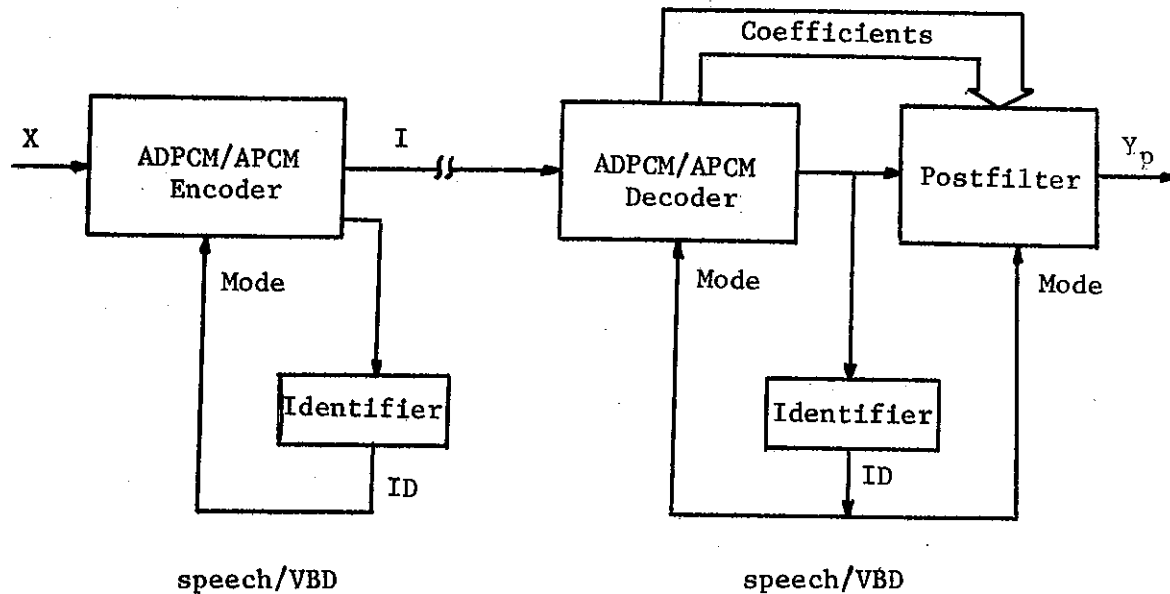 Coefficients
X
ADPCM/APCM
Encoder
I
ADPCM/APCM
Decoder
Postfilter
Yp
Mode
Mode
Mode
Identifier
Identifier
ID
ID
speech/VBD
speech/VBD